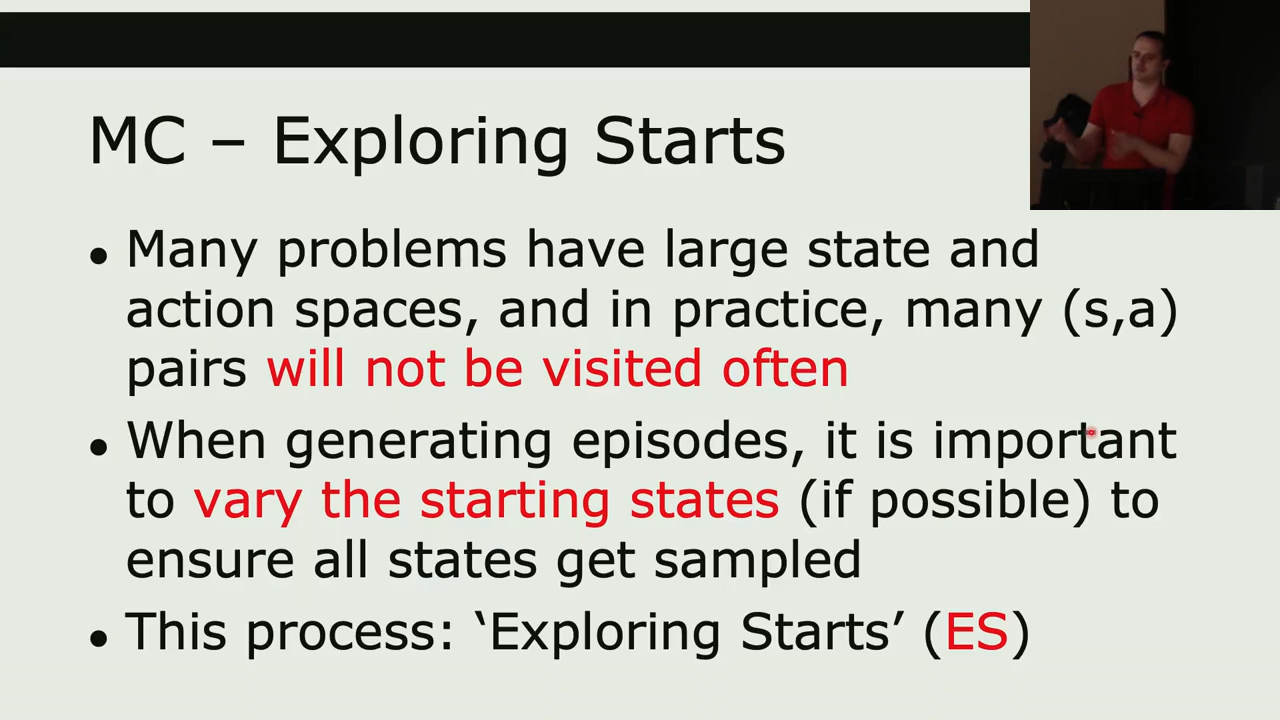 MC – Exploring Starts
• Many problems have large state and
action spaces, and in practice, many (s,a)
pairs will not be visited often
• When generating episodes, it is important
to vary the starting states (if possible) to
ensure all states get sampled
• This process: ‘Exploring Starts’ (ES)